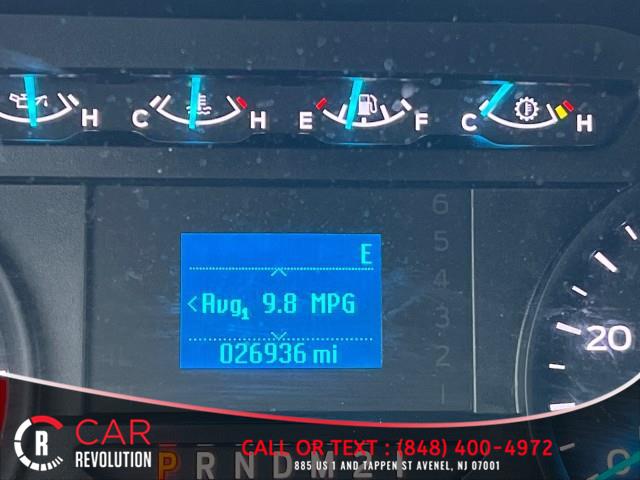 H C H E F C H
6
5
4
3
2
1
E
<Avg1 9.8 MPG
026936 mi
20
0
P R N D M 2 1
R
CAR
REVOLUTION
CALL OR TEXT : (848) 400-4972
885 US 1 AND TAPPEN ST AVENEL, NJ 07001